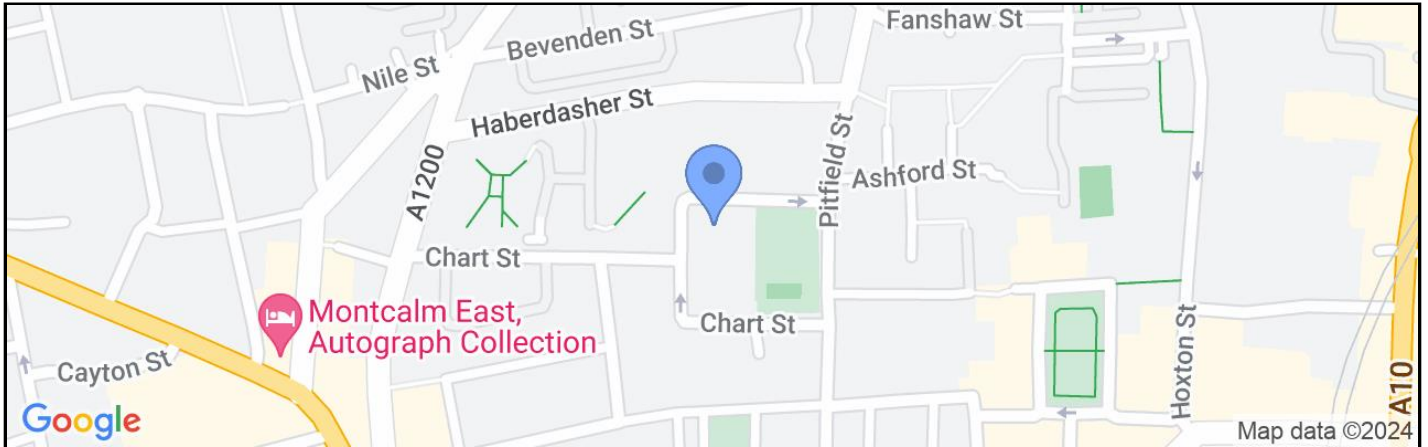 Fanshaw St
Bevenden St
Nile St
Haberdasher St
A1200
Pitfield St
Ashford St
Chart St
Montcalm East,
Autograph Collection
Chart St
Hoxton St
Cayton St
A10
Google
Map data ©2024